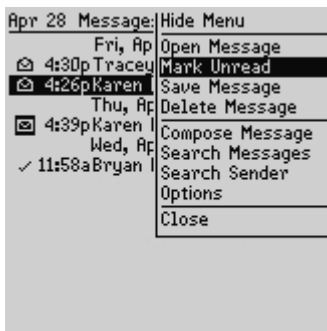 Apr 28 Message:
Fri, Ap
4:30p Tracey
4:26p Karen
Thu, Ap
4:39p Karen
Wed, Ap
11:58a Bryan
Hide Menu
Open Message
Mark Unread
Save Message
Delete Message
Compose Message
Search Messages
Search Sender
Options
Close